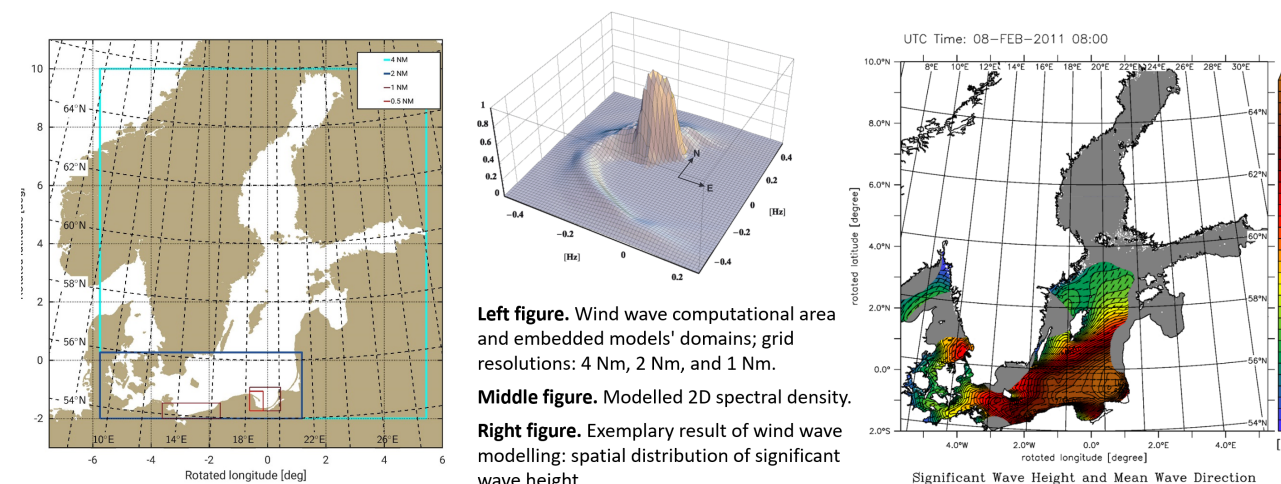 4 NM
2 NM
1 NM
0.5 NM
10
8
6
4
2
0
-2
64°N
62°N
60°N
58°N
56°N
54°N
10°E 14°E 18°E 22°E 26°E
-6 -4 -2 0 2 4 6
Rotated longitude [deg]
1
0.8
0.6
0.4
0.2
0
−0.4
−0.2
0
0.2
[Hz]
0.4
0.2
0
−0.2
−0.4
[Hz]
N
E
Left figure. Wind wave computational area
and embedded models' domains; grid
resolutions: 4 Nm, 2 Nm, and 1 Nm.
Middle figure. Modelled 2D spectral density.
Right figure. Exemplary result of wind wave
modelling: spatial distribution of significant
wave height
UTC Time: 08-FEB-2011 08:00
8°E 10°E 12°E 14°E 16°E 18°E 20°E 22°E 24°E 26°E 28°E 30°E
10.0°N
8.0°N
6.0°N
4.0°N
2.0°N
0.0°
2.0°S
64°N
62°N
60°N
58°N
56°N
54°N
rotated latitude [degree]
4.0°W 2.0°W 0.0° 2.0°E 4.0°E
rotated longitude [degree]
Significant Wave Height and Mean Wave Direction